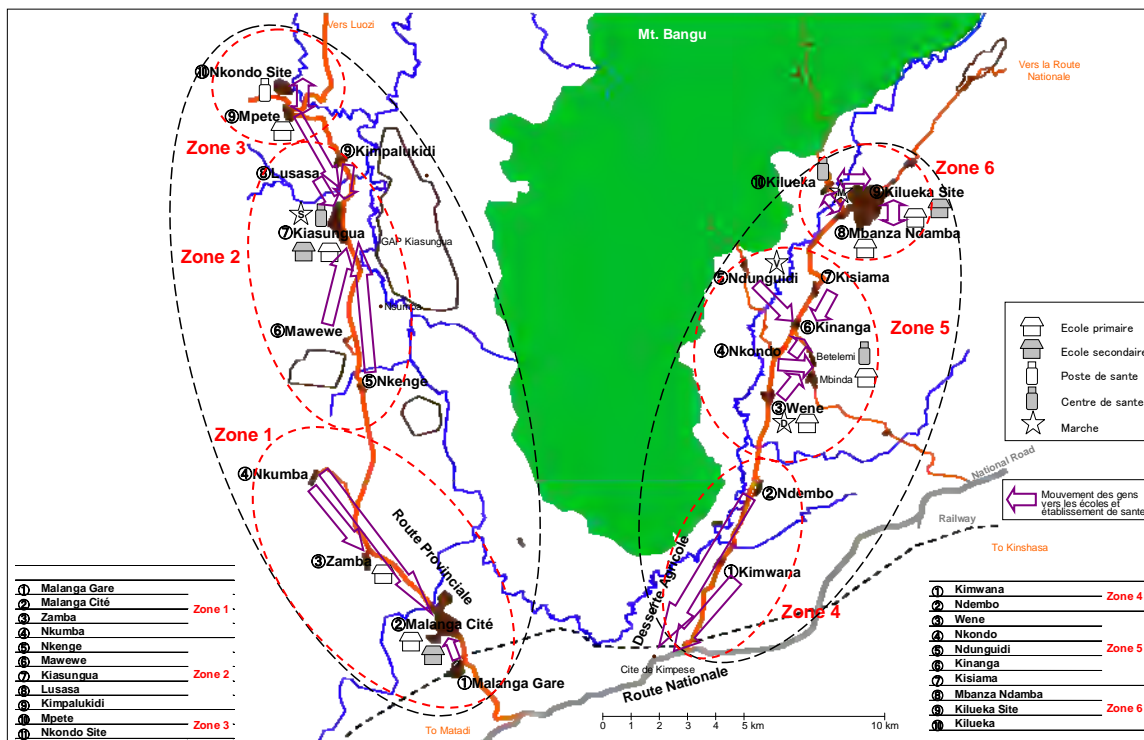 Vers Luozi
Mt. Bangu
Vers la Route
Nationale
⑪Nkondo Site
⑨Mpete
Zone 3
⑨Kimpalukidi
⑧Lusasa
S
⑦Kiasungua
GAP Kiasungua
Zone 2
Nsumba
⑥Mawewe
⑤Nkenge
Zone 1
④Nkumba
③Zamba
Route Provinciale
②Malanga Cité
①Malanga Gare
To Matadi
⑩Kilueka
M
Zone 6
⑨Kilueka Site
⑧Mbanza Ndamba
V
⑤Ndunguidi
⑦Kisiama
⑥Kinanga
Zone 5
④Nkondo
Betelemi
Mbinda
③Wene
D
②Ndembo
①Kimwana
Zone 4
Desserte Agricole
Cite de Kimpese
Route Nationale
National Road
Railway
To Kinshasa
0 1 2 3 4 5 km 10 km
Ecole primaire
Ecole secondaire
Poste de sante
Centre de sante
Marche
Mouvement des gens
vers les écoles et
établissement de sante
① Malanga Gare
② Malanga Cité
Zone 1
③ Zamba
④ Nkumba
⑤ Nkenge
⑥ Mawewe
⑦ Kiasungua
Zone 2
⑧ Lusasa
⑨ Kimpalukidi
⑩ Mpete
Zone 3
⑪ Nkondo Site
① Kimwana
Zone 4
② Ndembo
③ Wene
④ Nkondo
⑤ Ndunguidi
Zone 5
⑥ Kinanga
⑦ Kisiama
⑧ Mbanza Ndamba
⑨ Kilueka Site
Zone 6
⑩ Kilueka